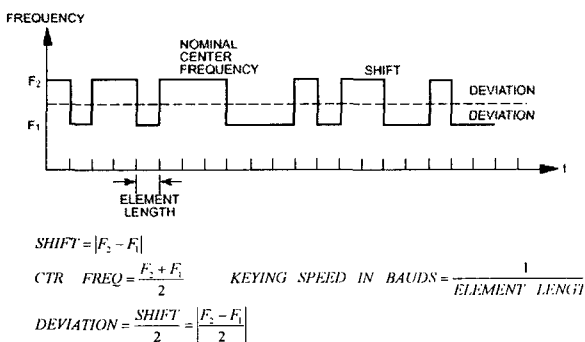 FREQUENCY
NOMINAL
CENTER
FREQUENCY
SHIFT
F₂
DEVIATION
DEVIATION
F₁
t
ELEMENT
LENGTH
SHIFT = |F₂ − F₁|
CTR FREQ = (F₂ + F₁)/2 KEYING SPEED IN BAUDS = 1/ELEMENT LENGT
DEVIATION = SHIFT/2 = |(F₂ − F₁)/2|